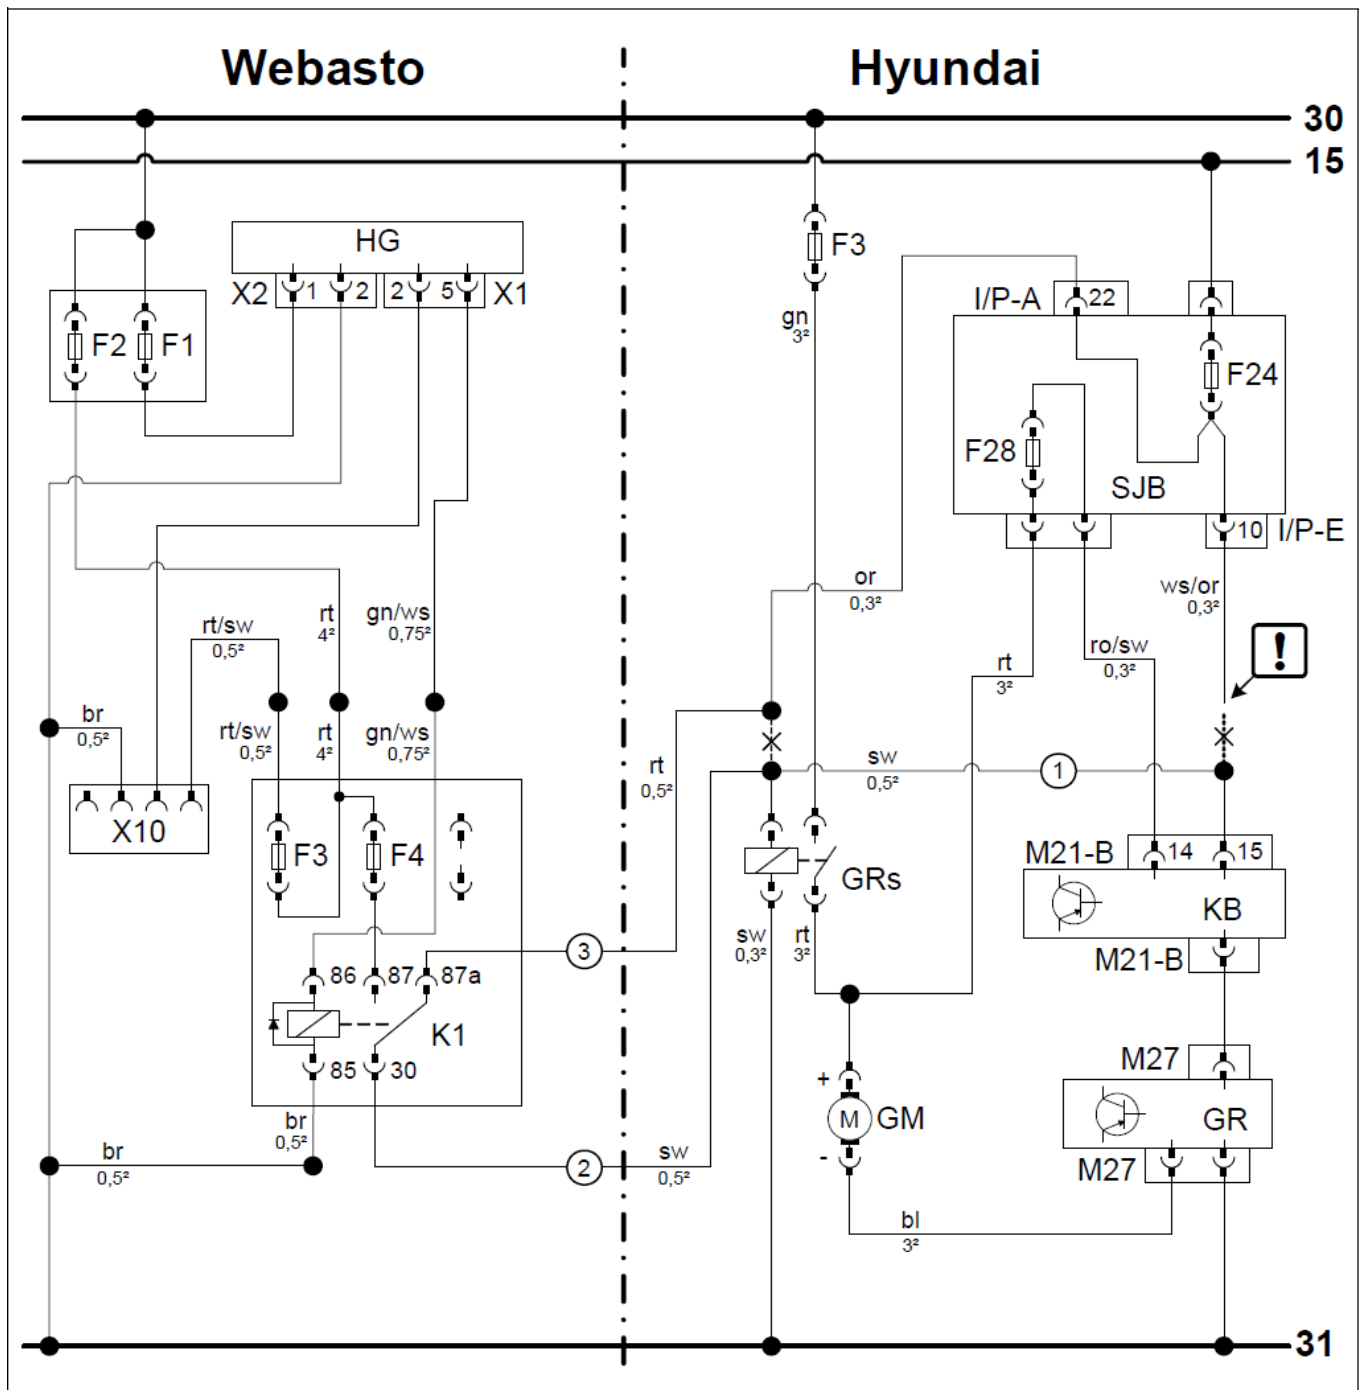 Webasto
Hyundai
30
15
HG
X2 1 2 2 5 X1
F3
I/P-A 22
F2 F1
gn
3²
F24
F28
SJB
10 I/P-E
or
0,3²
ws/or
0,3²
rt
4²
gn/ws
0,75²
rt/sw
0,5²
!
rt
3²
ro/sw
0,3²
br
0,5²
rt/sw
0,5²
rt
4²
gn/ws
0,75²
rt
0,5²
sw
0,5²
1
X10
F3
F4
GRs
M21-B 14 15
KB
M21-B
sw
0,3²
rt
3²
3
86 87 87a
K1
85 30
br
0,5²
M27
+
M GM
-
GR
M27
br
0,5²
2
sw
0,5²
bl
3²
31